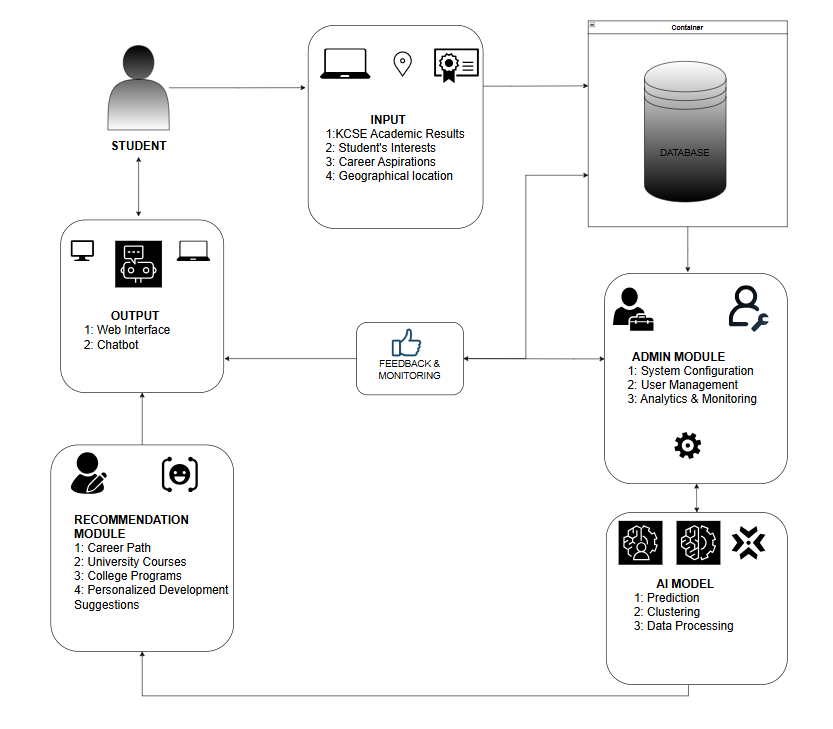 Container
STUDENT
INPUT
1:KCSE Academic Results
2: Student's Interests
3: Career Aspirations
4: Geographical location
DATABASE
OUTPUT
1: Web Interface
2: Chatbot
FEEDBACK &
MONITORING
ADMIN MODULE
1: System Configuration
2: User Management
3: Analytics & Monitoring
RECOMMENDATION
MODULE
1: Career Path
2: University Courses
3: College Programs
4: Personalized Development
Suggestions
AI MODEL
1: Prediction
2: Clustering
3: Data Processing